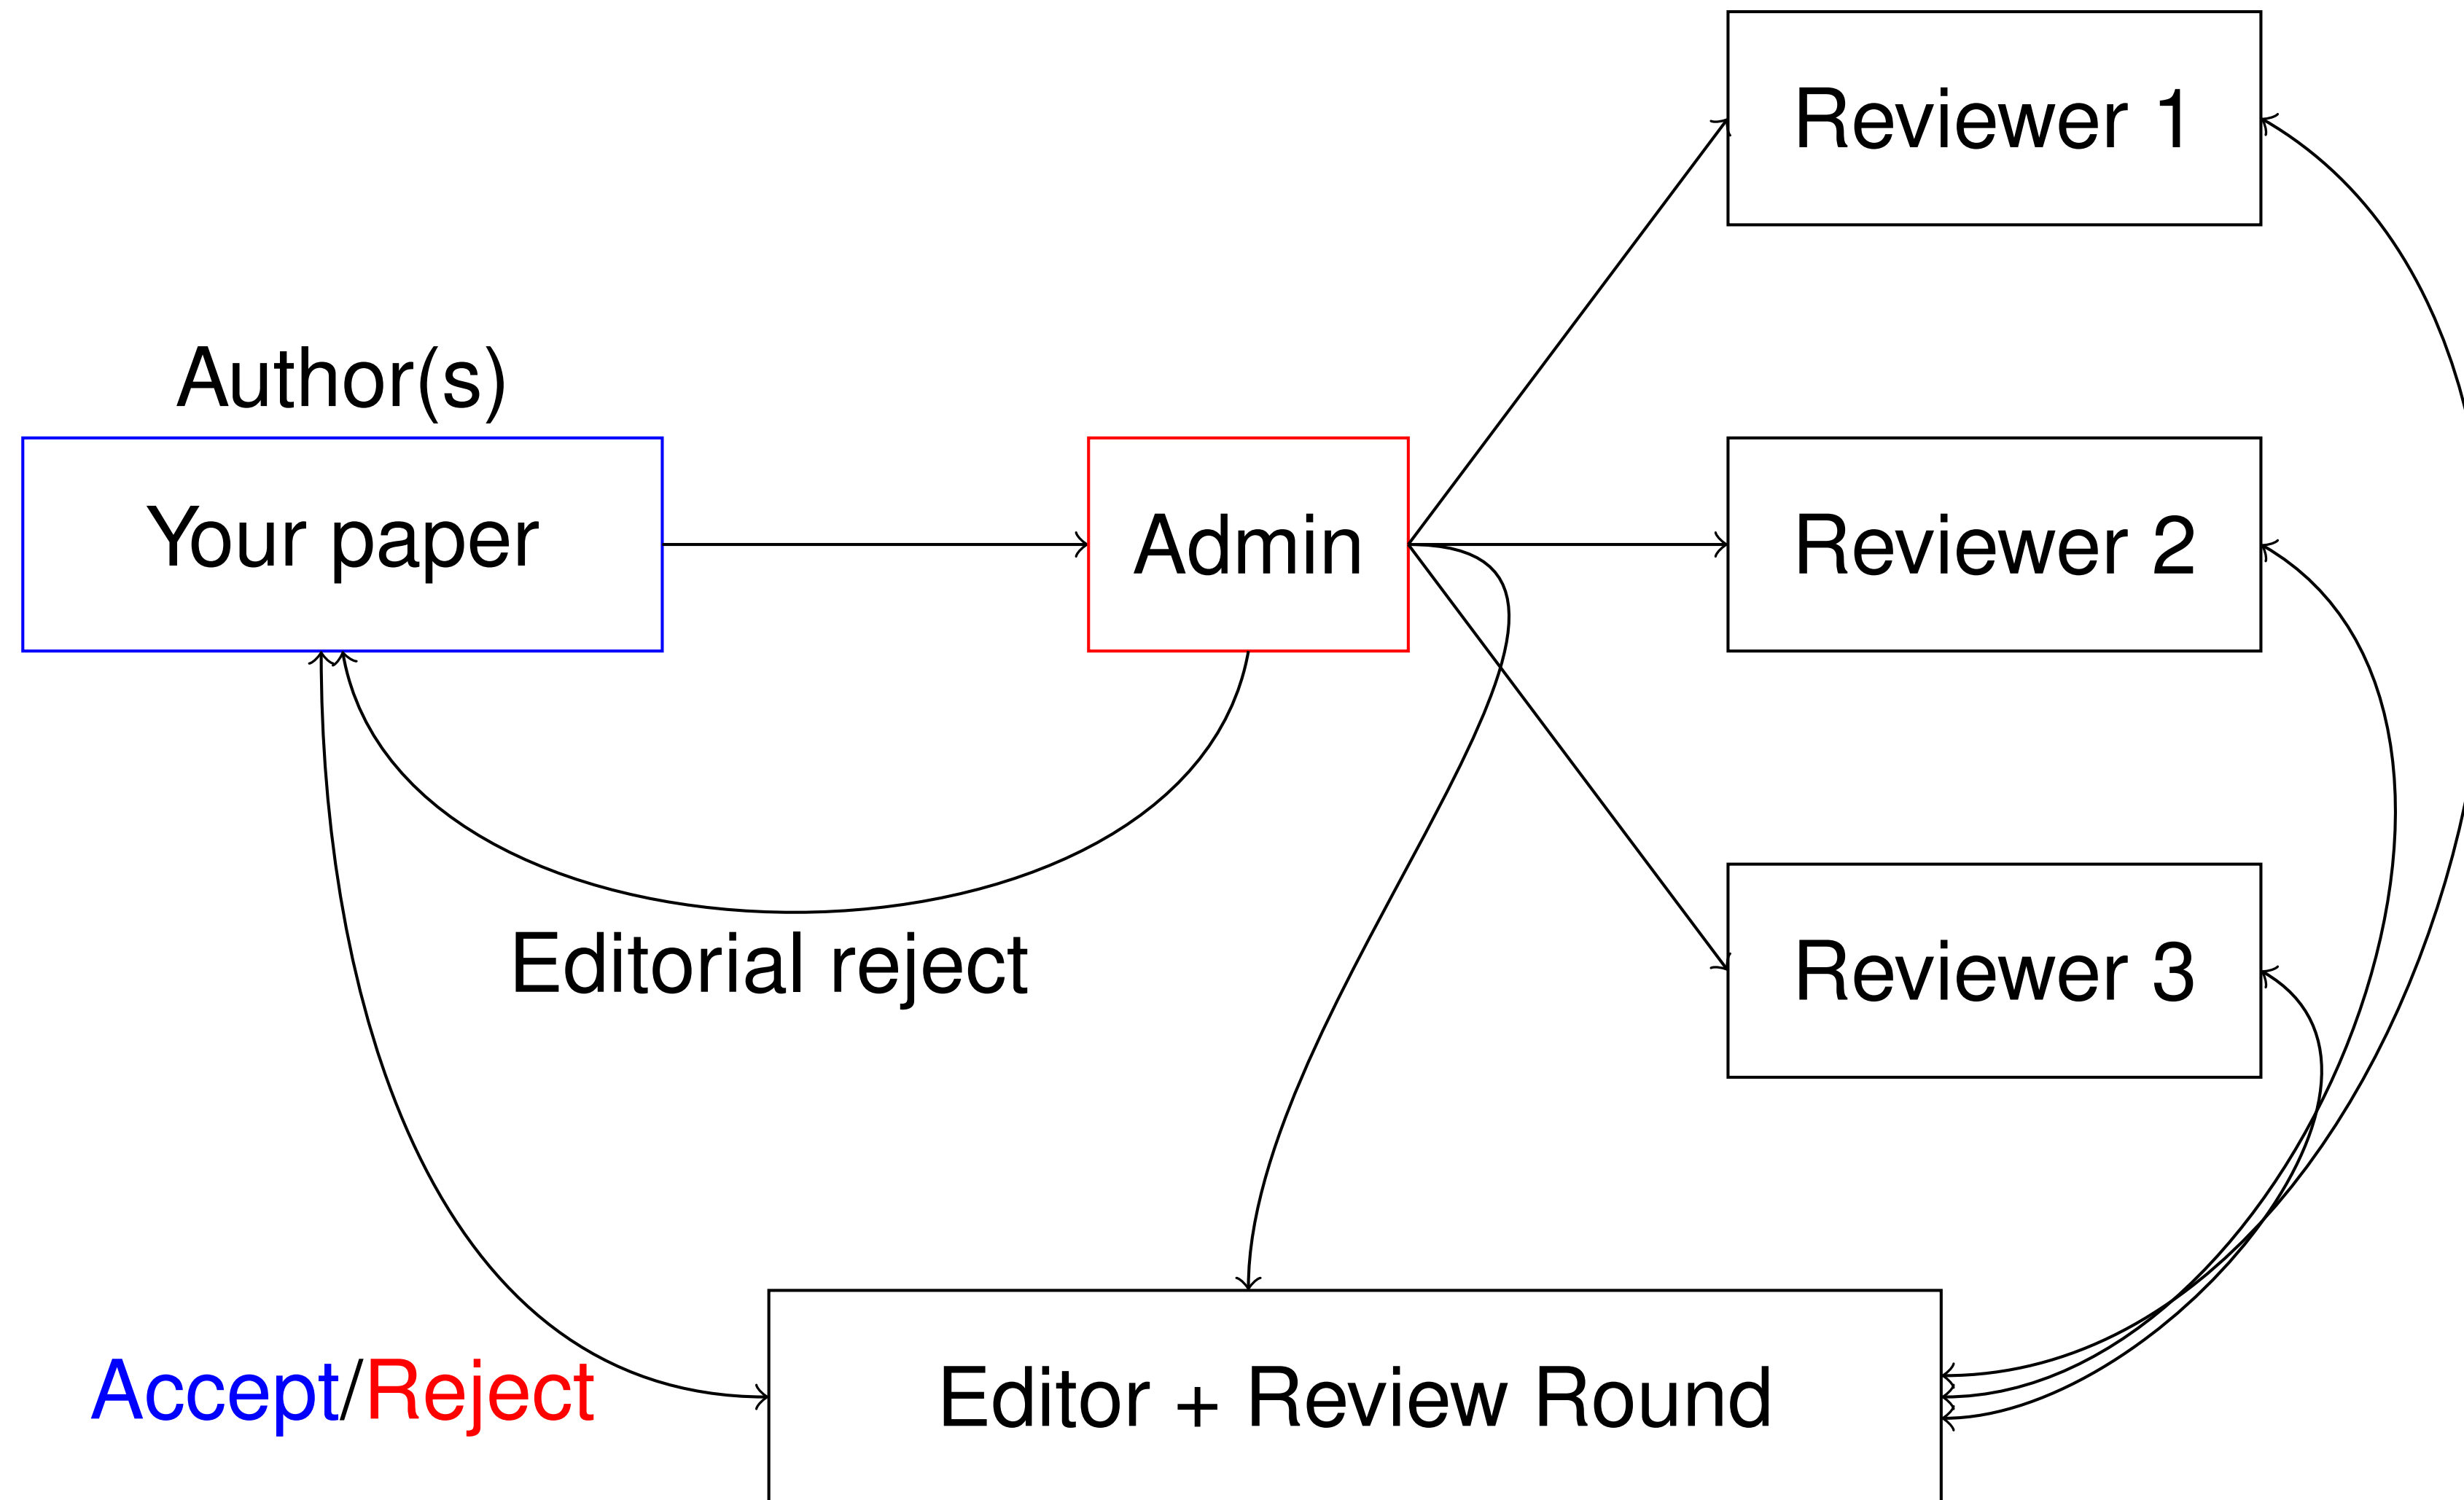 Reviewer 1
Author(s)
Your paper
Admin
Reviewer 2
Editorial reject
Reviewer 3
Accept/Reject
Editor + Review Round